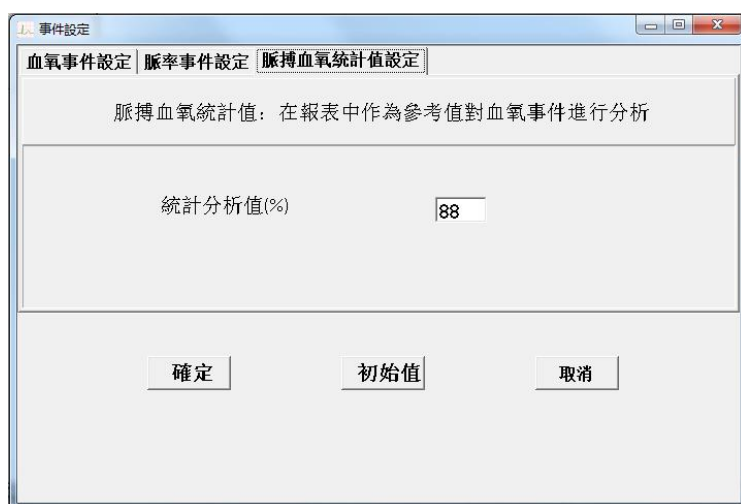 事件設定
血氧事件設定 脈率事件設定 脈搏血氧統計值設定
脈搏血氧統計值：在報表中作為參考值對血氧事件進行分析
統計分析值(%) 88
確定 初始值 取消